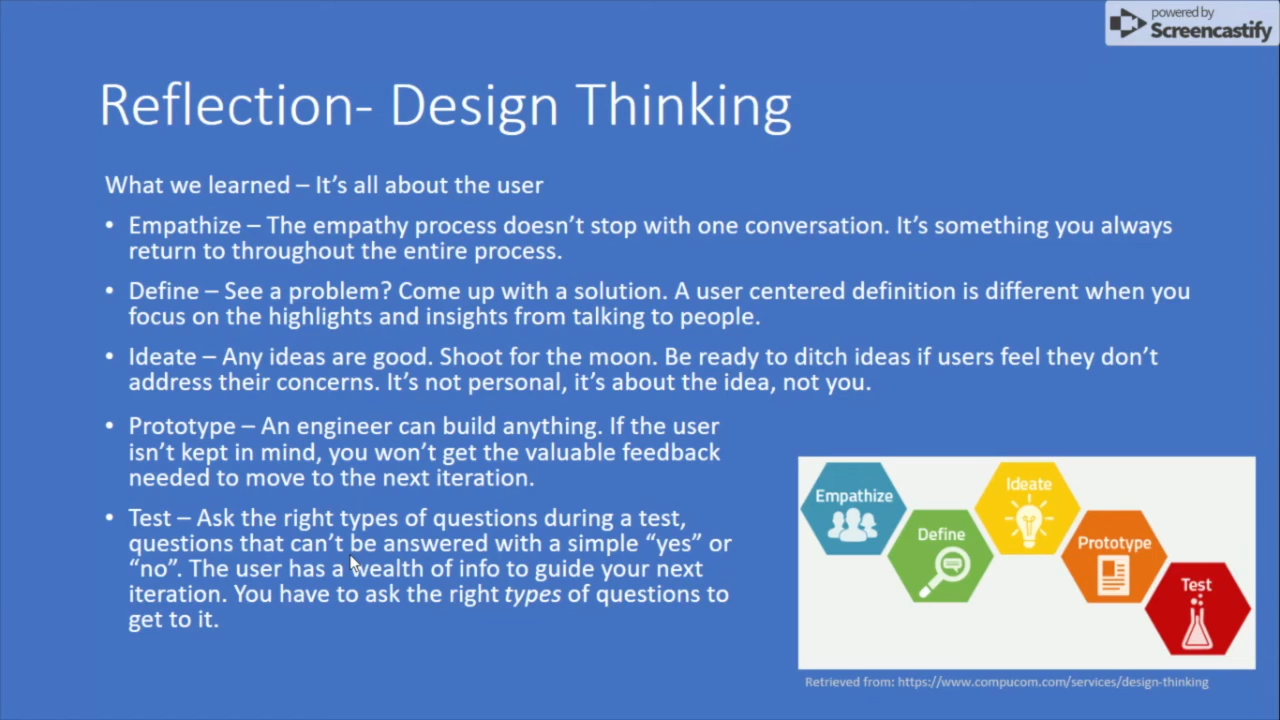 powered by
Screencastify
Reflection- Design Thinking
What we learned – It’s all about the user
• Empathize – The empathy process doesn’t stop with one conversation. It’s something you always
return to throughout the entire process.
• Define – See a problem? Come up with a solution. A user centered definition is different when you
focus on the highlights and insights from talking to people.
• Ideate – Any ideas are good. Shoot for the moon. Be ready to ditch ideas if users feel they don’t
address their concerns. It’s not personal, it’s about the idea, not you.
• Prototype – An engineer can build anything. If the user
isn’t kept in mind, you won’t get the valuable feedback
needed to move to the next iteration.
• Test – Ask the right types of questions during a test,
questions that can’t be answered with a simple “yes” or
“no”. The user has a wealth of info to guide your next
iteration. You have to ask the right types of questions to
get to it.
Empathize
Define
Ideate
Prototype
Test
Retrieved from: https://www.compucom.com/services/design-thinking